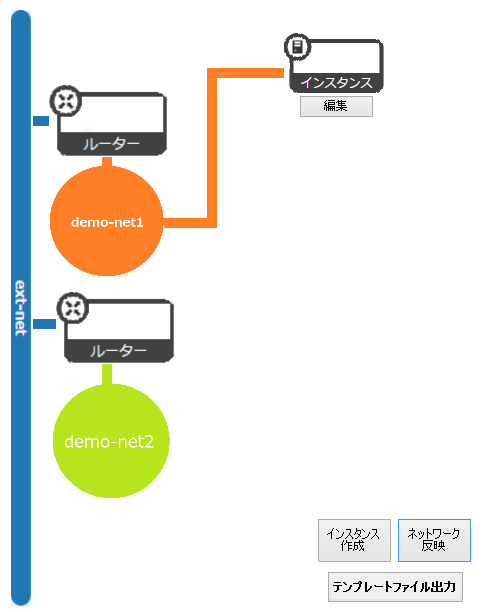 インスタンス
編集
ルーター
demo-net1
ext-net
ルーター
demo-net2
インスタンス
作成
ネットワーク
反映
テンプレートファイル出力